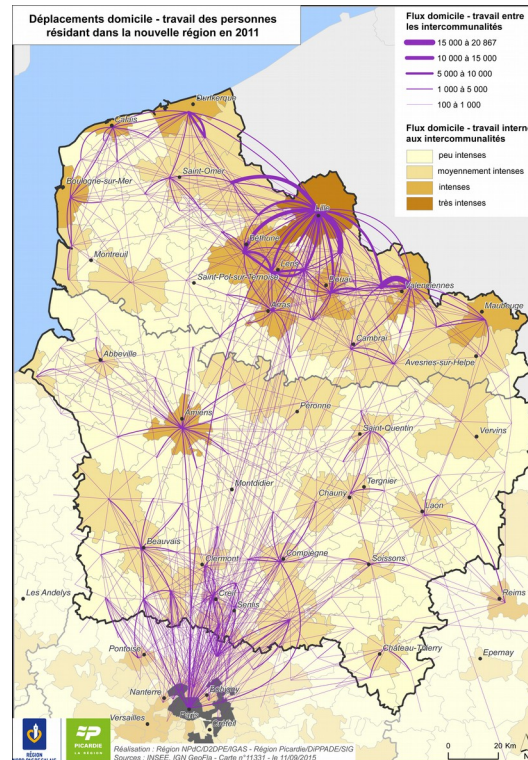 Déplacements domicile - travail des personnes
résidant dans la nouvelle région en 2011
Flux domicile - travail entre
les intercommunalités
15 000 à 20 867
10 000 à 15 000
5 000 à 10 000
1 000 à 5 000
100 à 1 000
Flux domicile - travail interne
aux intercommunalités
peu intenses
moyennement intenses
intenses
très intenses
Dunkerque
Calais
Saint-Omer
Boulogne-sur-Mer
Lille
Béthune
Lens
Montreuil
Saint-Pol-sur-Ternoise
Douai
Valenciennes
Arras
Maubeuge
Cambrai
Avesnes-sur-Helpe
Abbeville
Péronne
Amiens
Saint-Quentin
Vervins
Montdidier
Tergnier
Chauny
Laon
Beauvais
Clermont
Compiègne
Soissons
Creil
Senlis
Les Andelys
Reims
Pontoise
Château-Thierry
Epernay
Nanterre
Bobigny
Paris
Versailles
Créteil
RÉGION
PICARDIE
LA RÉGION
Réalisation : Région NPdC/D2DPE/IGAS - Région Picardie/DiPPADE/SIG
Sources : INSEE, IGN GeoFla - Carte n°11331 - le 11/09/2015
0 20 Km